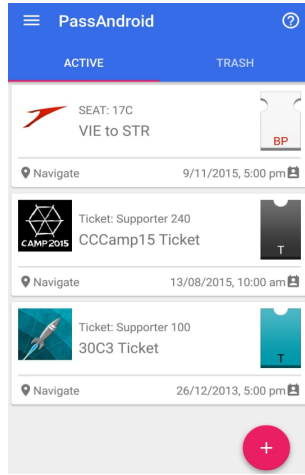 PassAndroid
ACTIVE TRASH
SEAT: 17C
VIE to STR
BP
Navigate 9/11/2015, 5:00 pm
Ticket: Supporter 240
CCCamp15 Ticket
CAMP2015
T
Navigate 13/08/2015, 10:00 am
Ticket: Supporter 100
30C3 Ticket
T
Navigate 26/12/2013, 5:00 pm